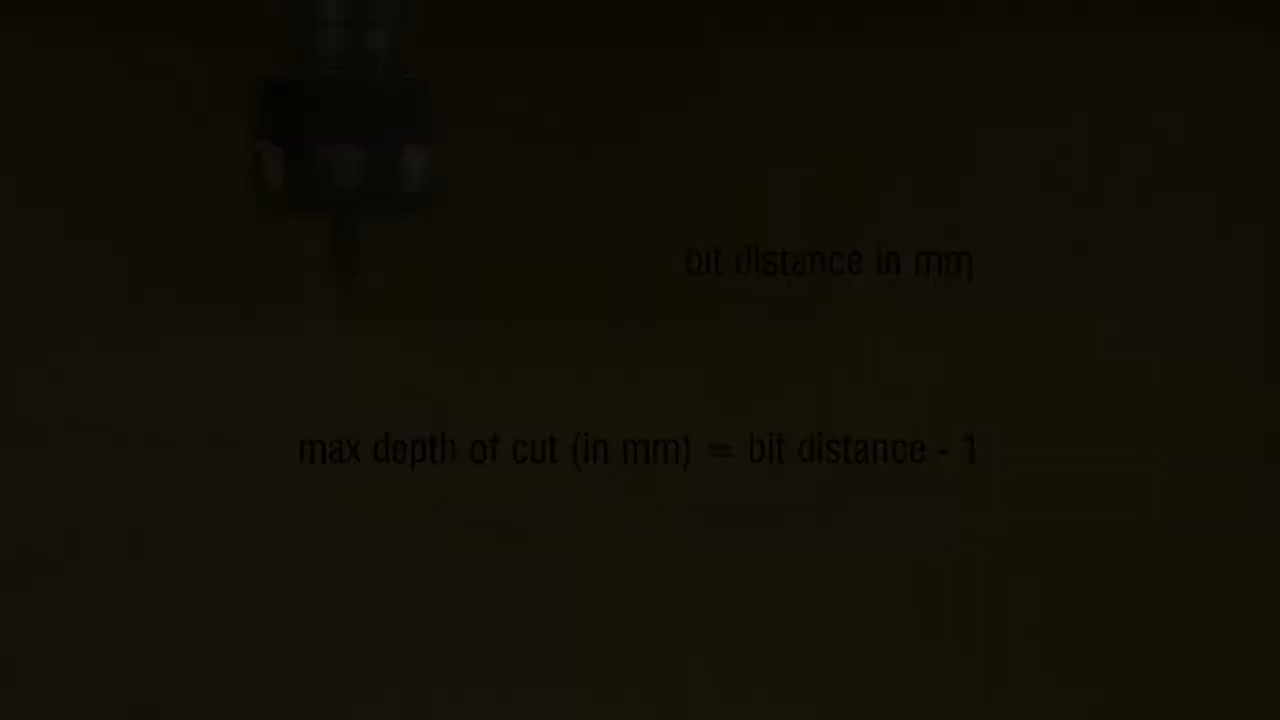 bit distance in mm
max depth of cut (in mm) = bit distance - 1